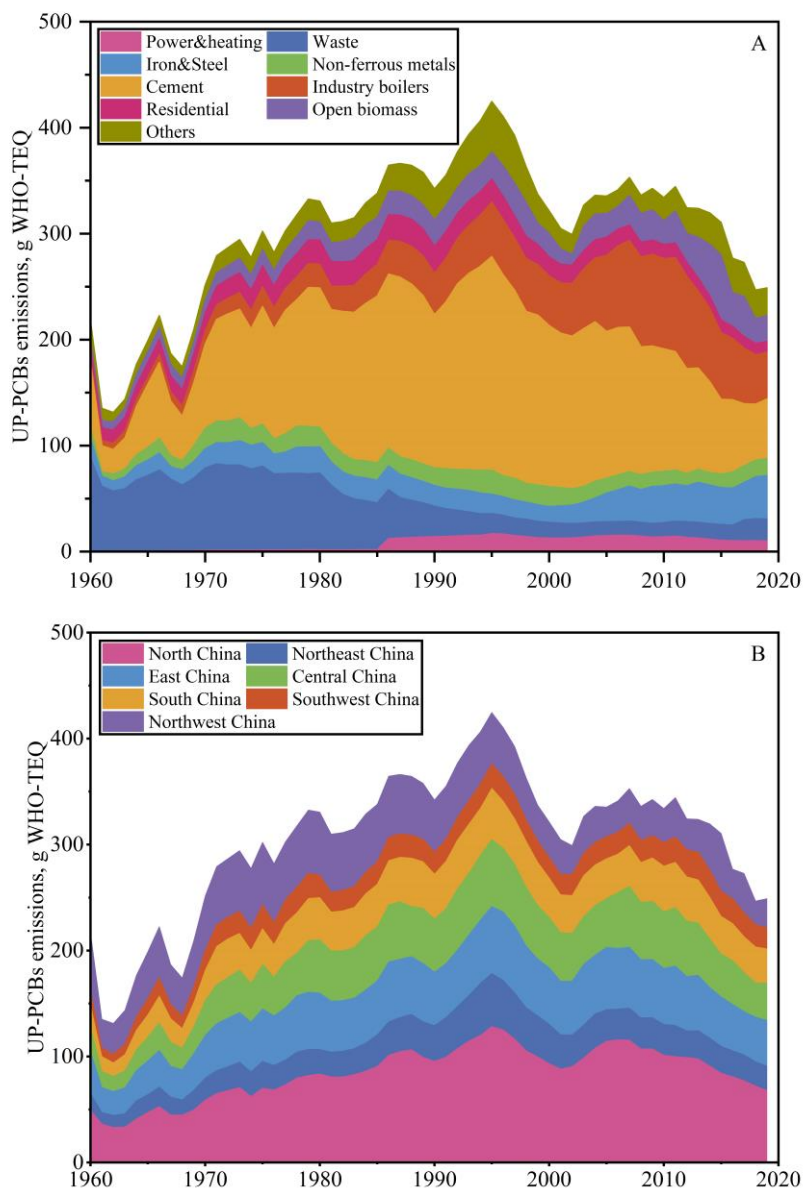 500
A
Power&heating Waste
Iron&Steel Non-ferrous metals
Cement Industry boilers
Residential Open biomass
Others
400
300
200
100
0
UP-PCBs emissions, g WHO-TEQ
1960 1970 1980 1990 2000 2010 2020
500
B
North China Northeast China
East China Central China
South China Southwest China
Northwest China
400
300
200
100
0
UP-PCBs emissions, g WHO-TEQ
1960 1970 1980 1990 2000 2010 2020